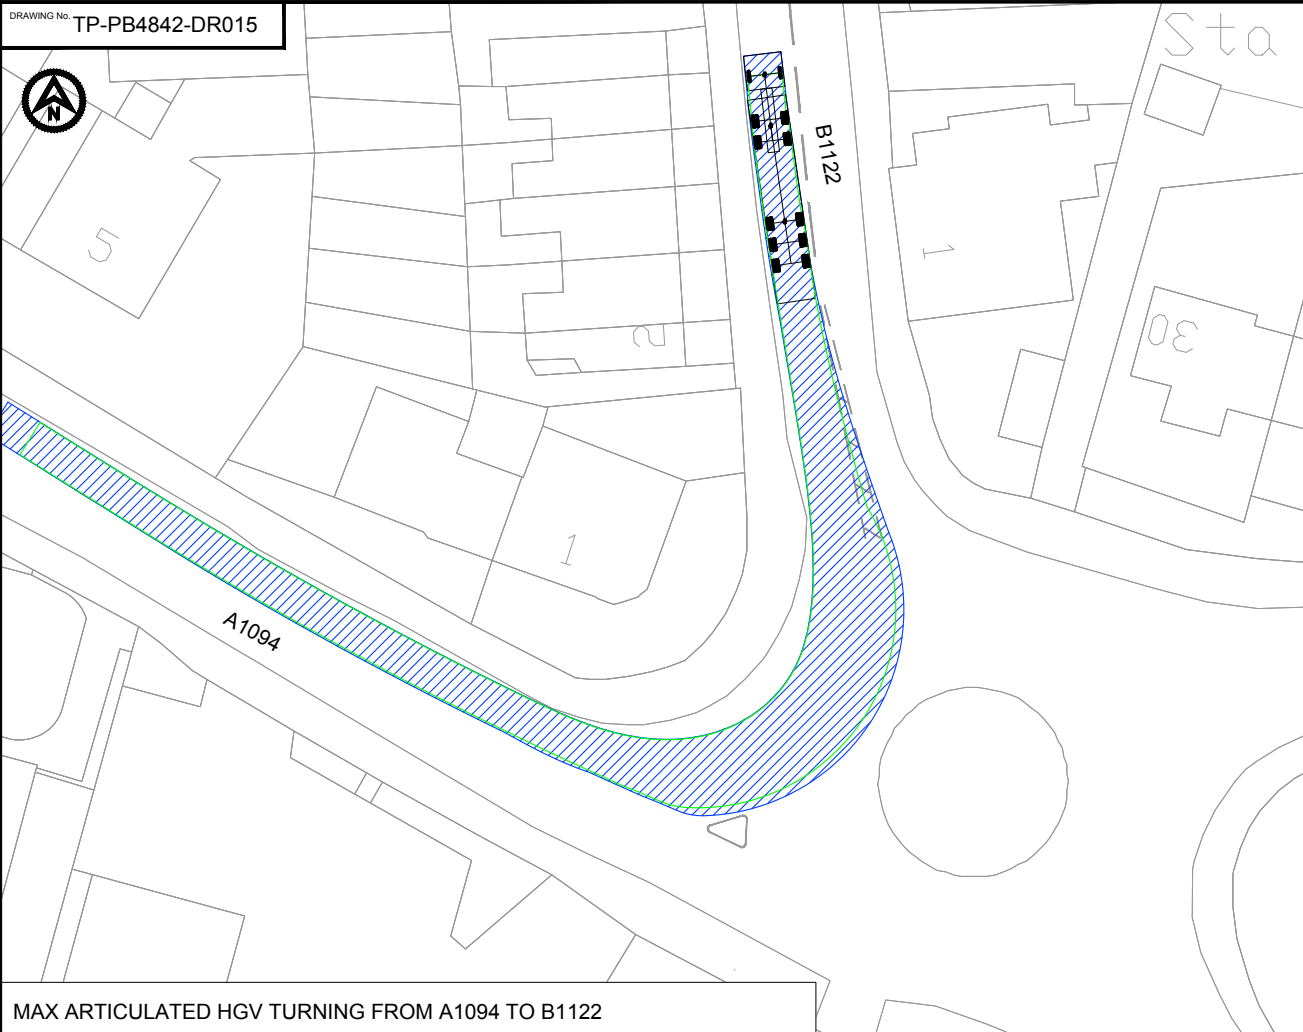 DRAWING No. TP-PB4842-DR015
Sta
N
B1122
5
1
30
1
A1094
MAX ARTICULATED HGV TURNING FROM A1094 TO B1122